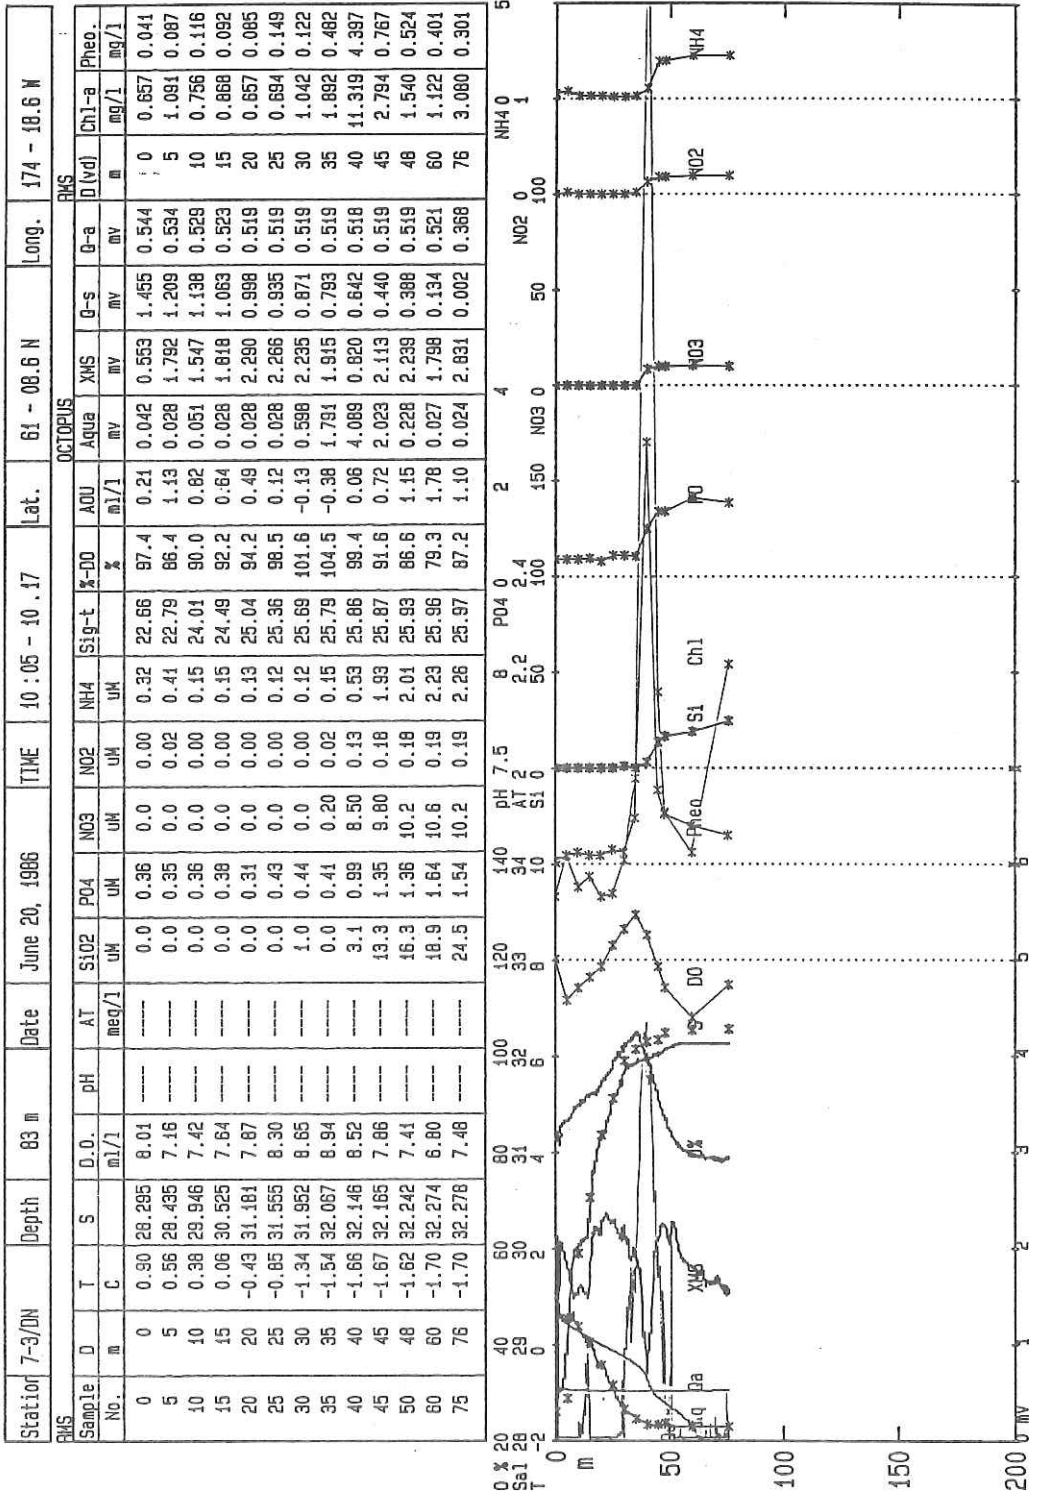 Station 7-3/DN Depth 83 m Date June 20, 1986 TIME 10:05 - 10.17 Lat. 61 - 08.6 N Long. 174 - 18.6 W
RMS OCTOPUS RMS
Sample D T S D.O. pH AT SiO2 PO4 NO3 NO2 NH4 Sig-t %-DO AOU Aqua XMS Q-s Q-a D(vd) Chl-a Pheo.
No. m C ml/l meq/l uM uM uM uM uM % ml/l mv mv mv mv m mg/l mg/l
0 0 0.90 28.295 8.01 ---- ---- 0.0 0.36 0.0 0.00 0.32 22.66 97.4 0.21 0.042 0.553 1.455 0.544 0 0.657 0.041
5 5 0.56 28.435 7.16 ---- ---- 0.0 0.35 0.0 0.02 0.41 22.79 86.4 1.13 0.028 1.792 1.209 0.534 5 1.091 0.087
10 10 0.38 29.946 7.42 ---- ---- 0.0 0.36 0.0 0.00 0.15 24.01 90.0 0.82 0.051 1.547 1.138 0.529 10 0.756 0.116
15 15 0.06 30.525 7.64 ---- ---- 0.0 0.38 0.0 0.00 0.15 24.49 92.2 0.64 0.028 1.818 1.063 0.523 15 0.868 0.092
20 20 -0.43 31.181 7.87 ---- ---- 0.0 0.31 0.0 0.00 0.13 25.04 94.2 0.49 0.028 2.290 0.998 0.519 20 0.657 0.085
25 25 -0.85 31.555 8.30 ---- ---- 0.0 0.43 0.0 0.00 0.12 25.36 98.5 0.12 0.028 2.266 0.935 0.519 25 0.694 0.149
30 30 -1.34 31.952 8.65 ---- ---- 1.0 0.44 0.0 0.00 0.12 25.69 101.6 -0.13 0.598 2.235 0.871 0.519 30 1.042 0.122
35 35 -1.54 32.067 8.94 ---- ---- 0.0 0.41 0.20 0.02 0.15 25.79 104.5 -0.38 1.791 1.915 0.793 0.519 35 1.892 0.482
40 40 -1.66 32.146 8.52 ---- ---- 3.1 0.99 8.50 0.13 0.53 25.86 99.4 0.06 4.089 0.820 0.642 0.518 40 11.319 4.397
45 45 -1.67 32.165 7.86 ---- ---- 13.3 1.35 9.80 0.18 1.93 25.87 91.6 0.72 2.023 2.113 0.440 0.519 45 2.794 0.767
50 48 -1.62 32.242 7.41 ---- ---- 16.3 1.36 10.2 0.18 2.01 25.93 86.6 1.15 0.228 2.239 0.388 0.519 48 1.540 0.524
60 60 -1.70 32.274 6.80 ---- ---- 18.9 1.64 10.6 0.19 2.23 25.96 79.3 1.78 0.027 1.798 0.134 0.521 60 1.122 0.401
75 76 -1.70 32.278 7.48 ---- ---- 24.5 1.54 10.2 0.19 2.26 25.97 87.2 1.10 0.024 2.631 0.002 0.368 76 3.080 0.301
O % 20 40 60 80 100 120 140 pH 7.5 8 PO4 0 2 4 NO2 0 NH4 0 5
Sal 28 29 30 31 32 33 34 AT 2 2.2 2.4 150 NO3 0 50 100 1
T -2 0 2 4 6 8 10 Si 0 50 100
0
m
50
100
150
200
0 mv 1 2 3 4 5 6
Qa
XMS
O%
S
DO
Pheo
Si
Chl
PO
NO3
NO2
NH4